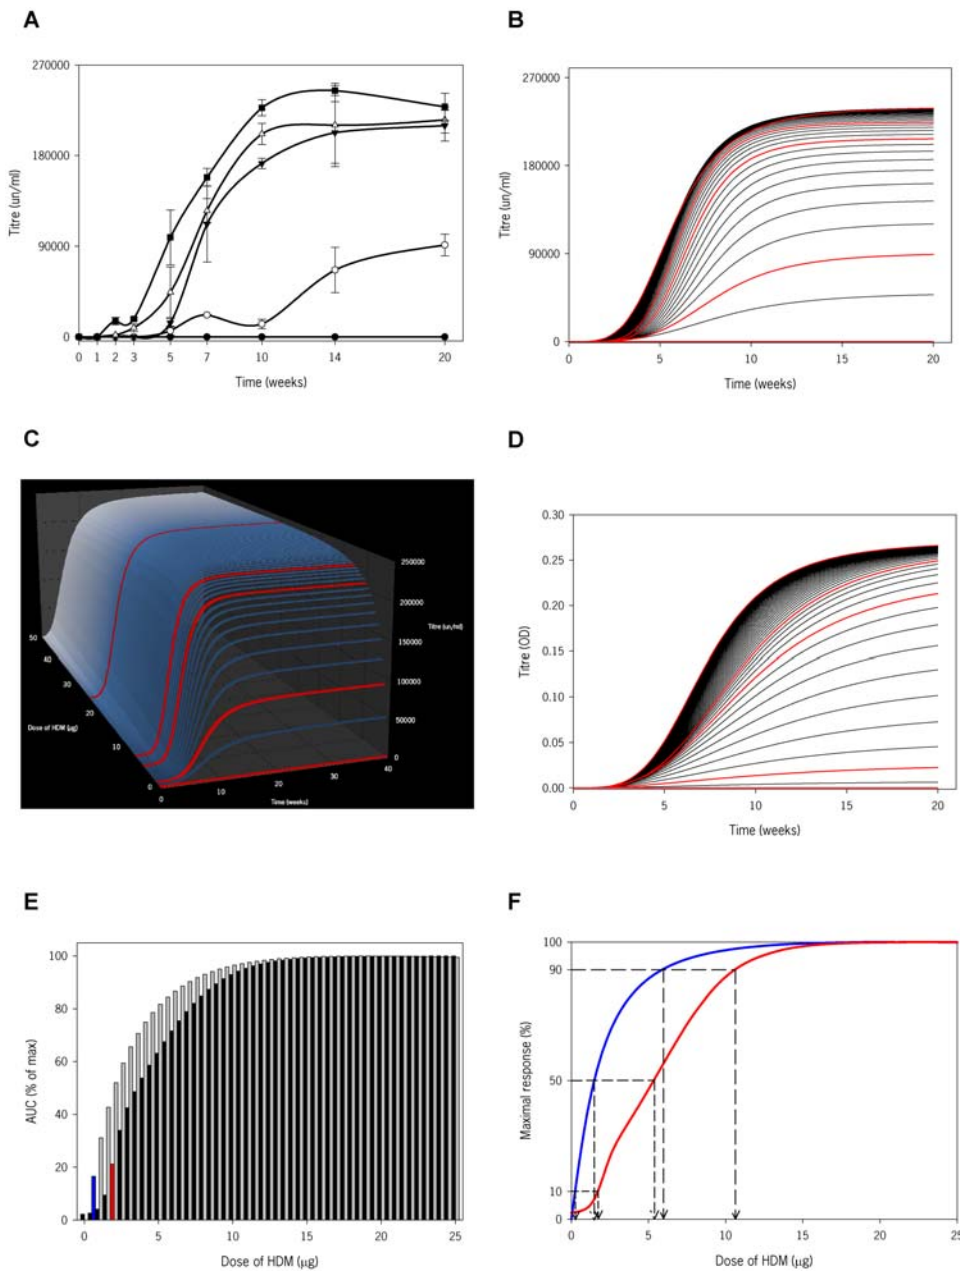 A
B
270000
180000
90000
0
Titre (un/ml)
0 1 2 3 5 7 10 14 20
Time (weeks)
270000
180000
90000
0
Titre (un/ml)
0 5 10 15 20
Time (weeks)
C
D
250000
200000
Titre (un/ml)
150000
100000
50000
0
50
40
30
20
10
0
Dose of HDM (µg)
0 10 20 30 40
Time (weeks)
0.30
0.25
0.20
0.15
0.10
0.05
0.00
Titre (OD)
0 5 10 15 20
Time (weeks)
E
F
100
80
60
40
20
0
AUC (% of max)
0 5 10 15 20 25
Dose of HDM (µg)
100
90
50
10
0
Maximal response (%)
0 5 10 15 20 25
Dose of HDM (µg)